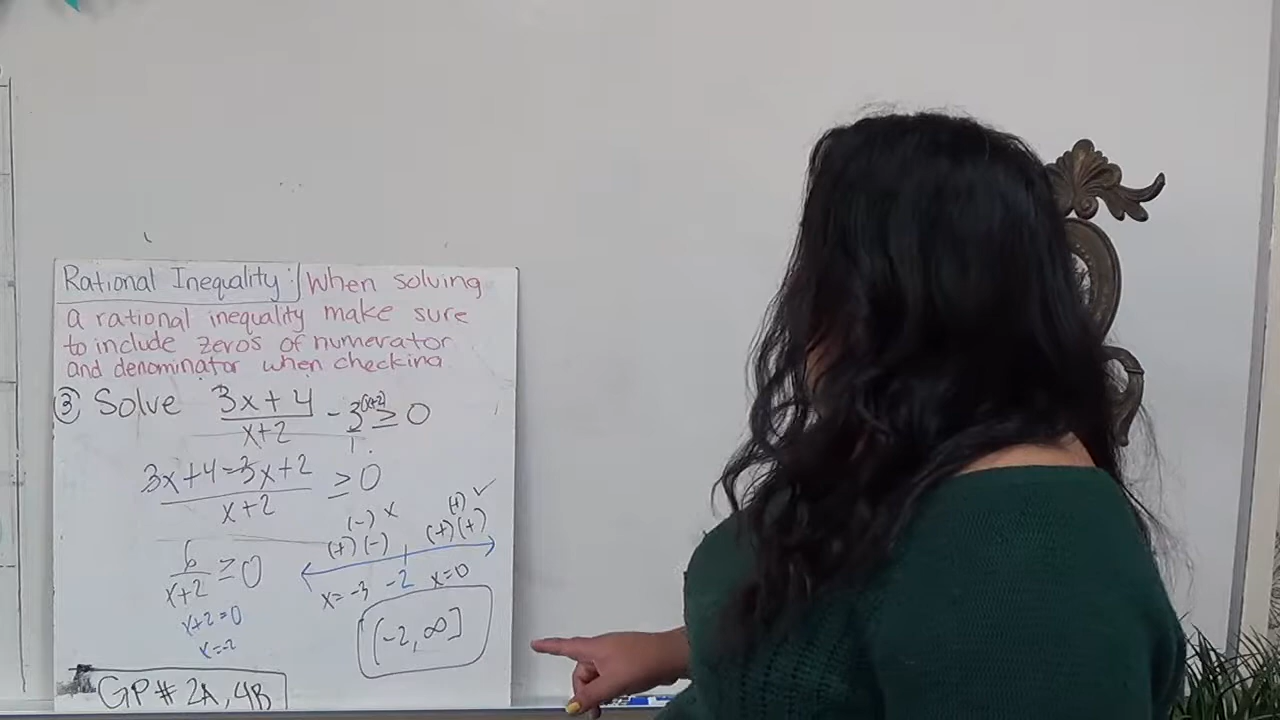 Rational Inequality: When solving
a rational inequality make sure
to include zeros of numerator
and denominator when checking.
③ Solve (3x+4)/(x+2) - 3(x+2)/1 ≥ 0
(3x+4-3x+2)/(x+2) ≥ 0
(-) x (+) ✓
(+)(-) (+)(+)
6/(x+2) ≥ 0
x=-3 -2 x=0
x+2=0
x=-2
(-2, ∞]
GP# 2A, 4B